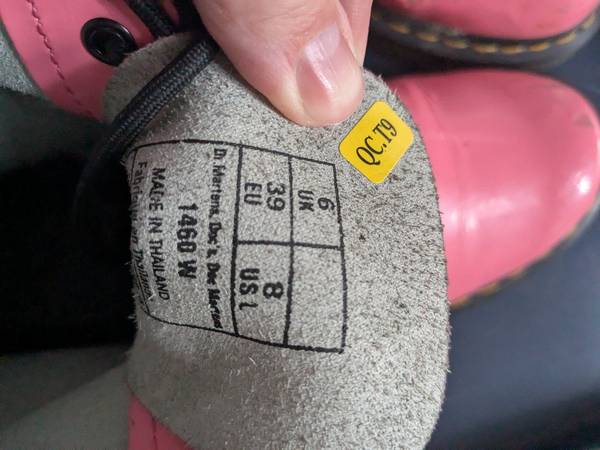 QC.T9
6
UK
39
EU
8
US L
Dr Martens, Doc's, Doc Martens
1460 W
MADE IN THAILAND